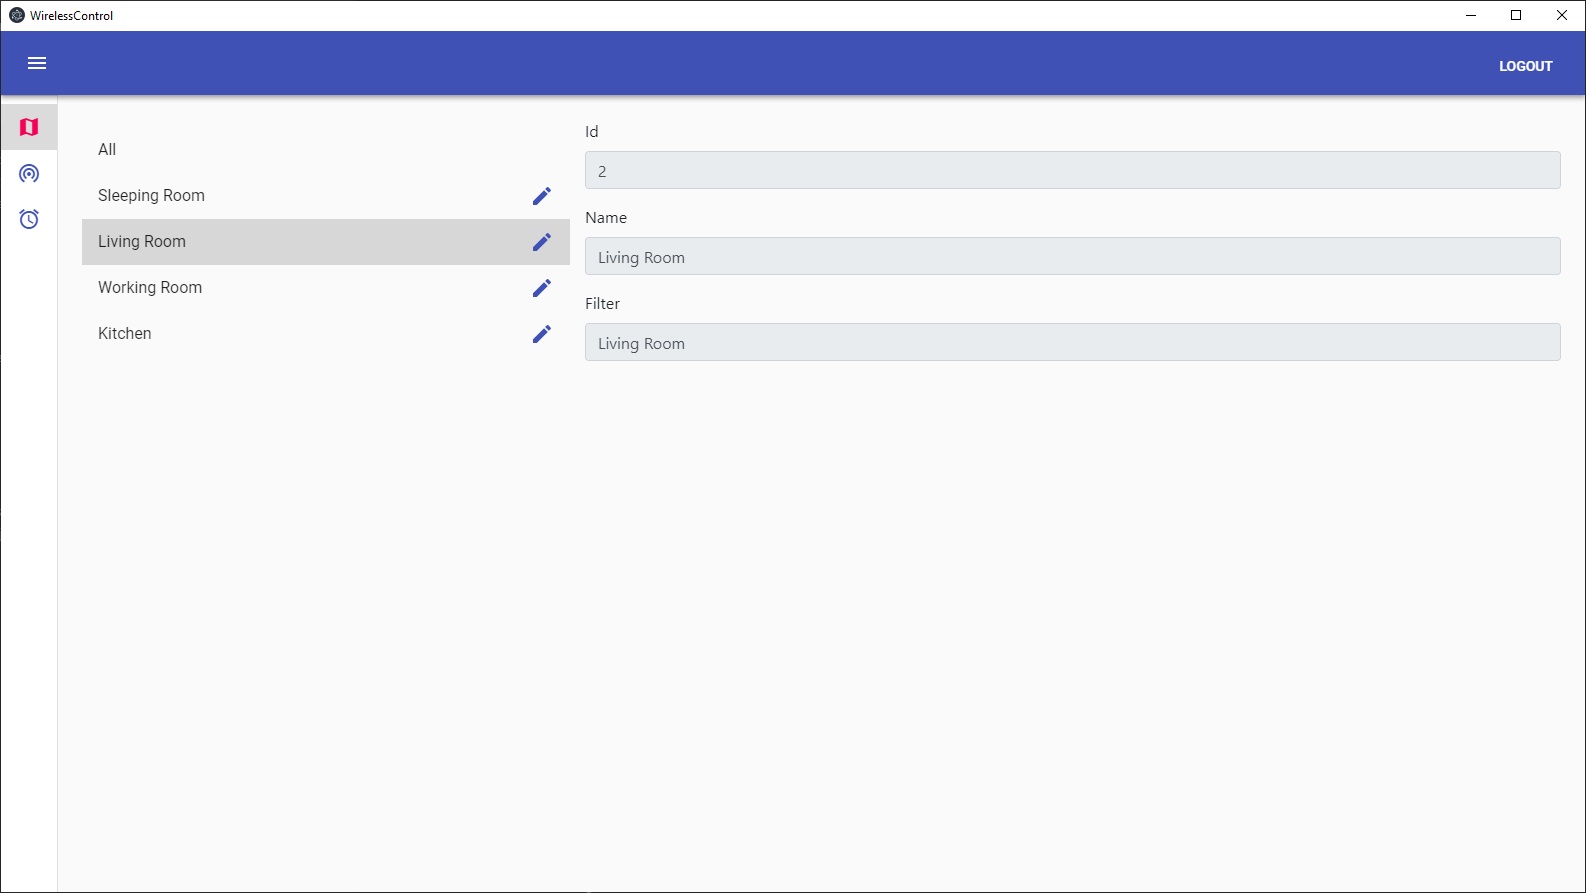 WirelessControl
LOGOUT
All
Sleeping Room
Living Room
Working Room
Kitchen
Id
2
Name
Living Room
Filter
Living Room